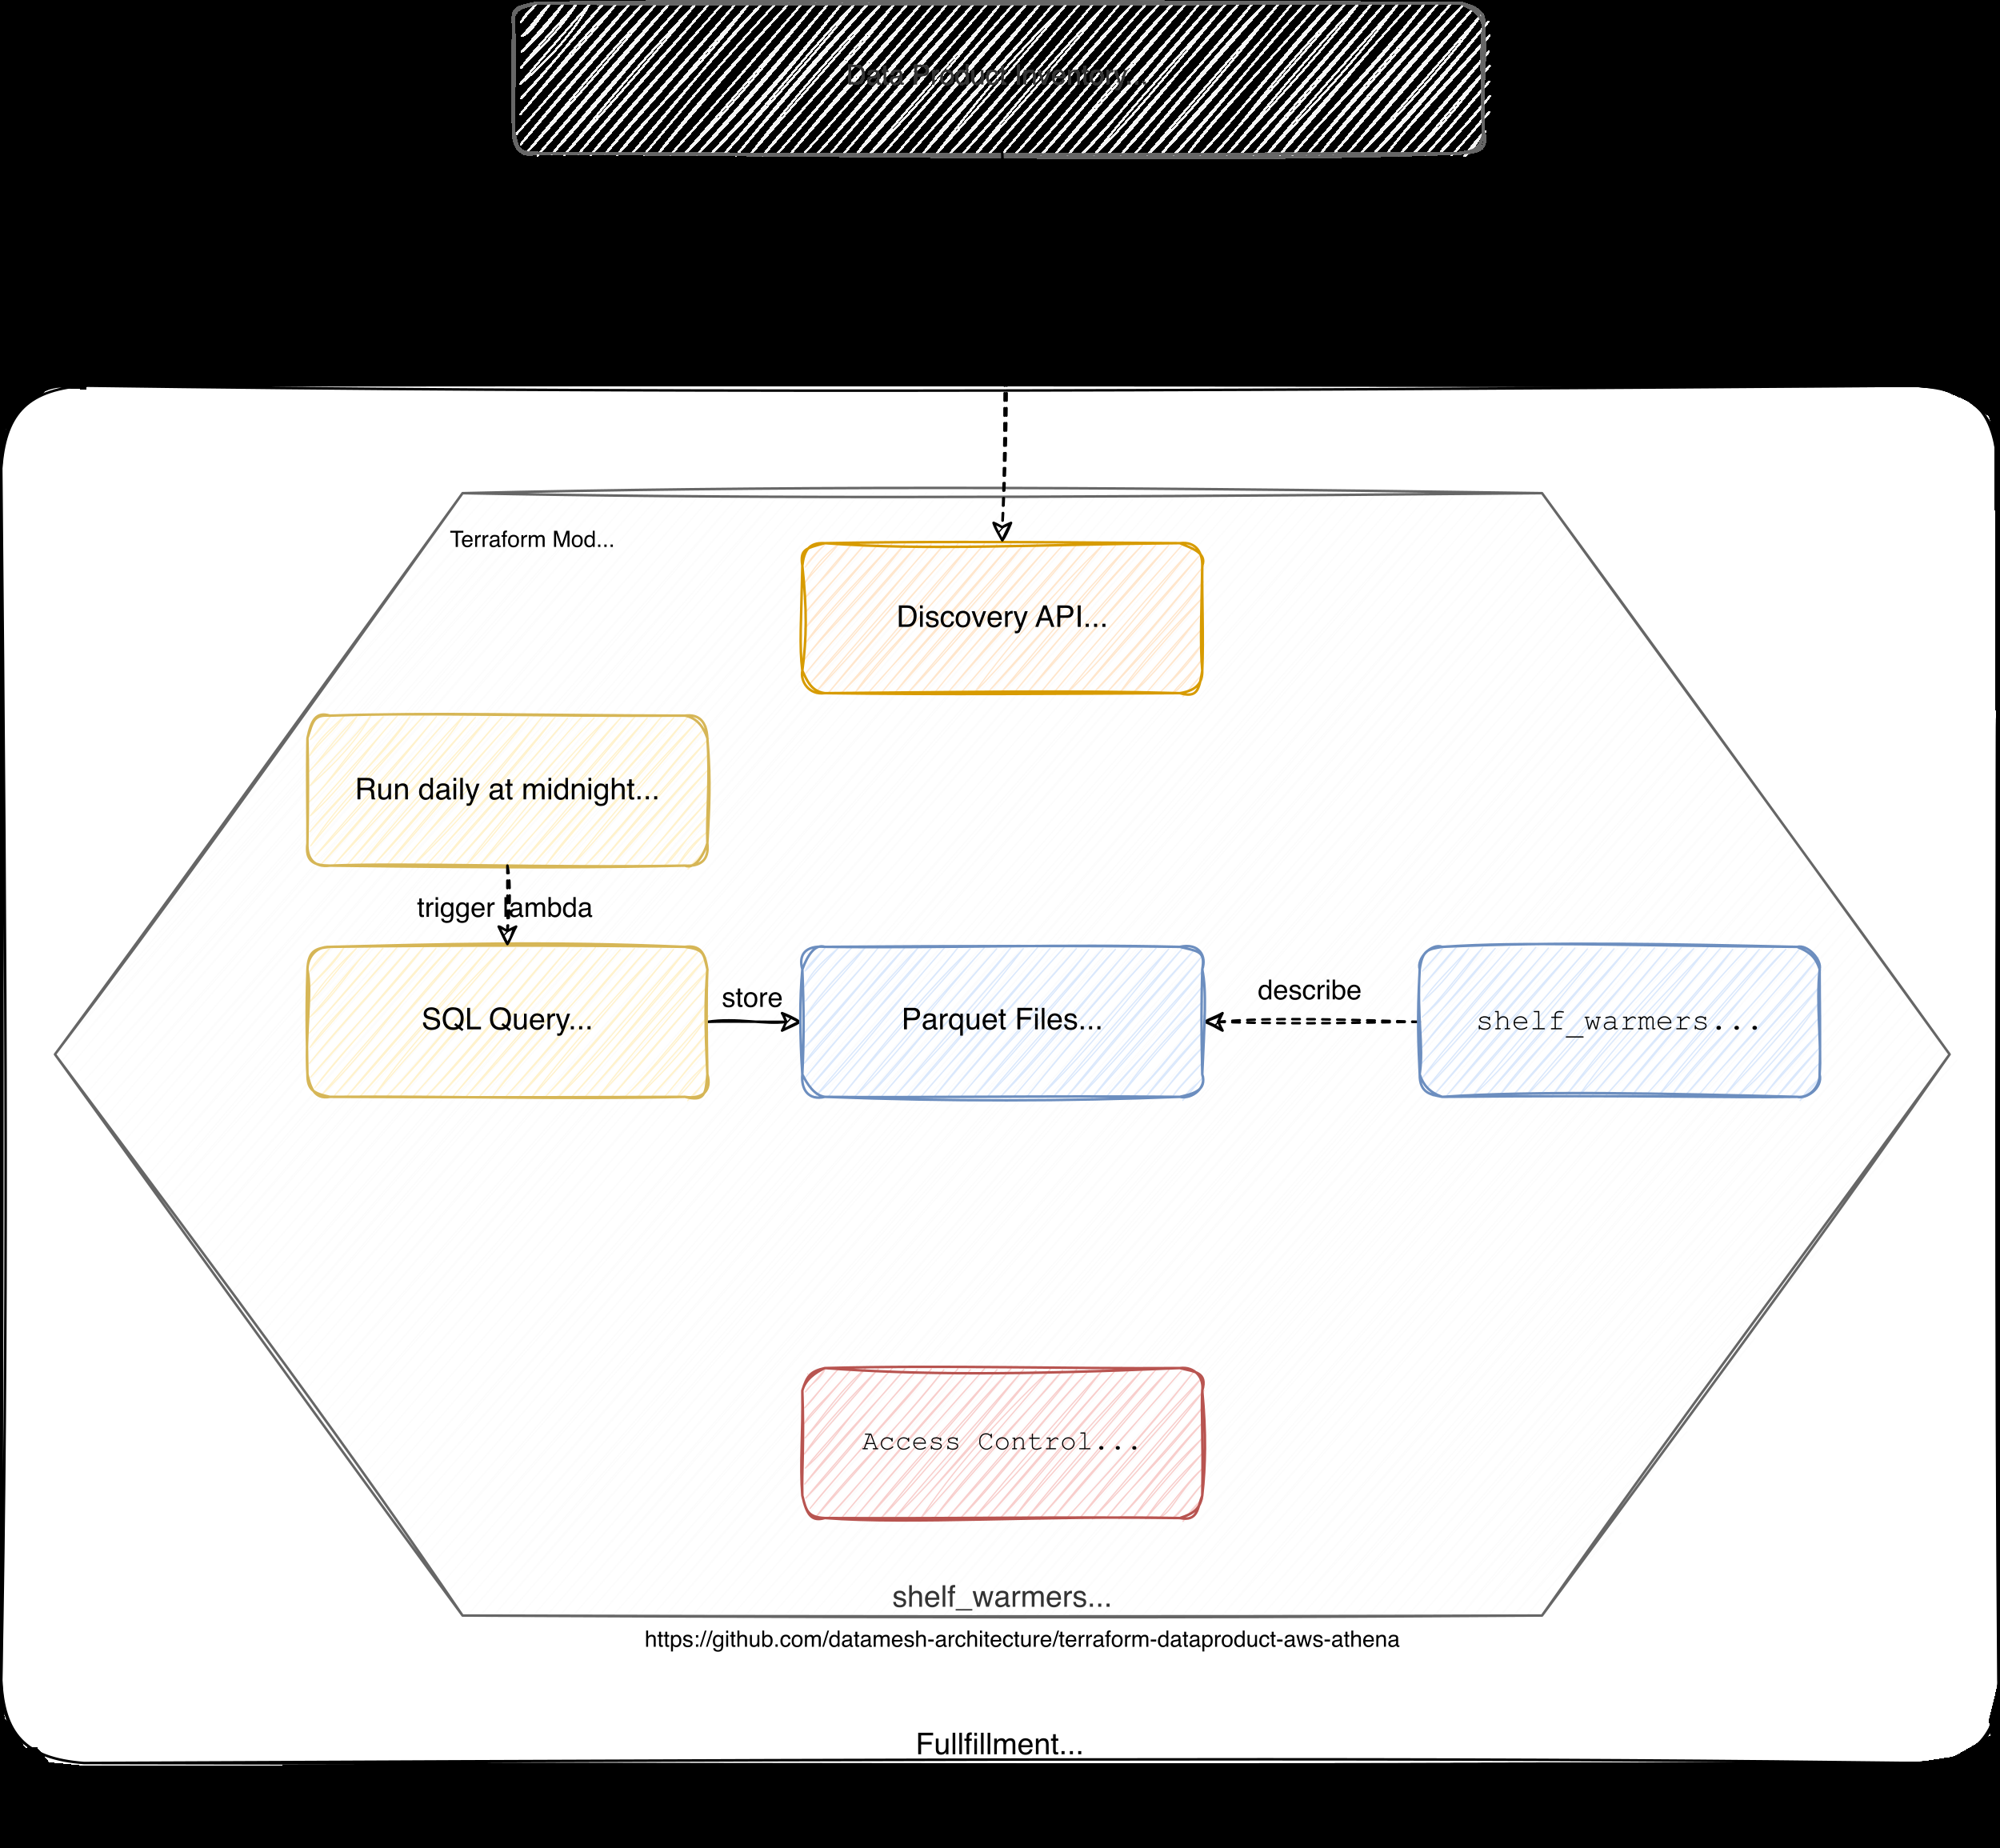 Data Product Inventory...
Terraform Mod...
Discovery API...
Run daily at midnight...
trigger lambda
SQL Query...
store
Parquet Files...
describe
shelf_warmers...
Access Control...
shelf_warmers...
https://github.com/datamesh-architecture/terraform-dataproduct-aws-athena
Fullfillment...